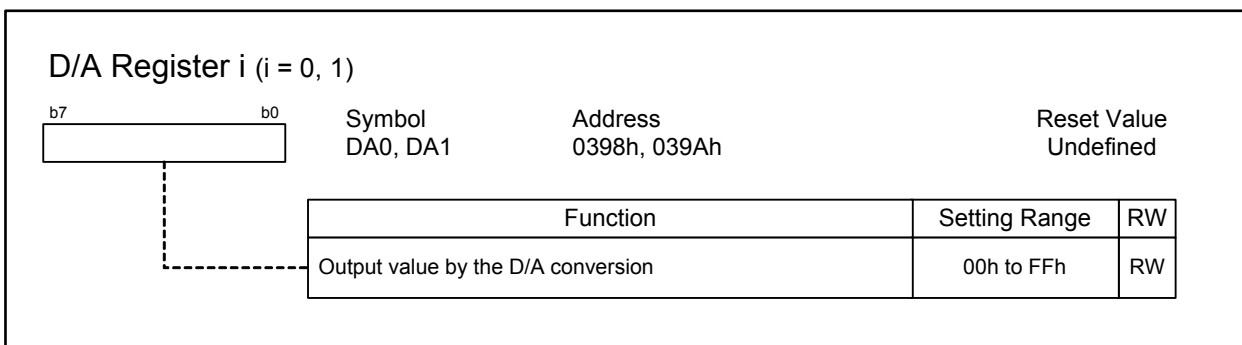 D/A Register i (i = 0, 1)
b7 b0 Symbol Address Reset Value
DA0, DA1 0398h, 039Ah Undefined
Function Setting Range RW
Output value by the D/A conversion 00h to FFh RW